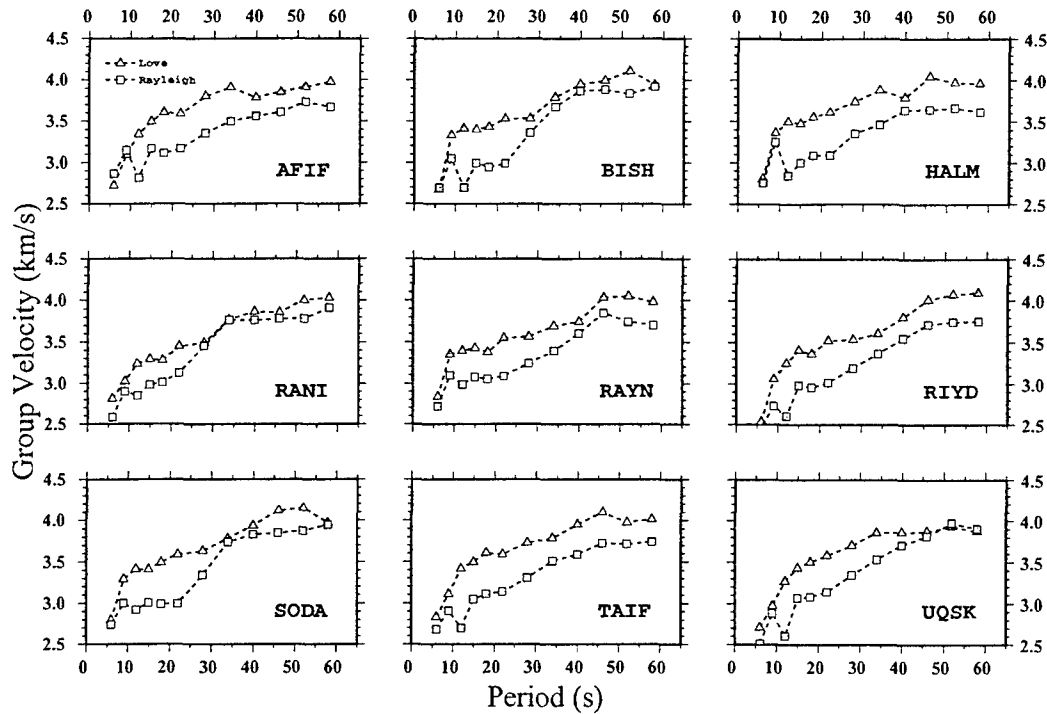 0 10 20 30 40 50 60 0 10 20 30 40 50 60 0 10 20 30 40 50 60
4.5 4.5
4.0 4.0
3.5 3.5
3.0 3.0
2.5 2.5
Love
Rayleigh
AFIF BISH HALM
4.5 4.5
4.0 4.0
3.5 3.5
3.0 3.0
2.5 2.5
RANI RAYN RIYD
4.5 4.5
4.0 4.0
3.5 3.5
3.0 3.0
2.5 2.5
SODA TAIF UQSK
0 10 20 30 40 50 60 0 10 20 30 40 50 60 0 10 20 30 40 50 60
Group Velocity (km/s)
Period (s)